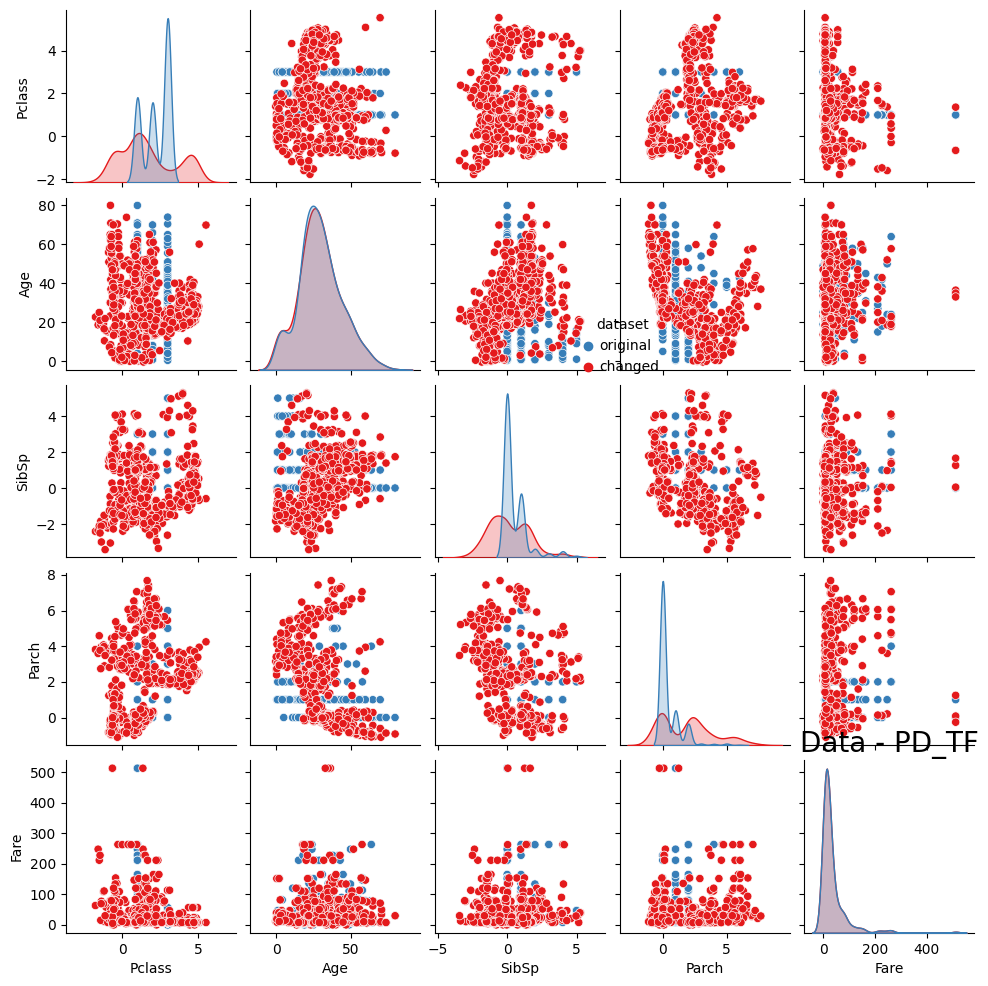 Pclass
4
2
0
−2
Age
80
60
40
20
0
dataset
original
changed
SibSp
4
2
0
−2
Parch
8
6
4
2
0
Data - PD_TF
Fare
500
400
300
200
100
0
0 5 0 50 −5 0 5 0 5 0 200 400
Pclass Age SibSp Parch Fare